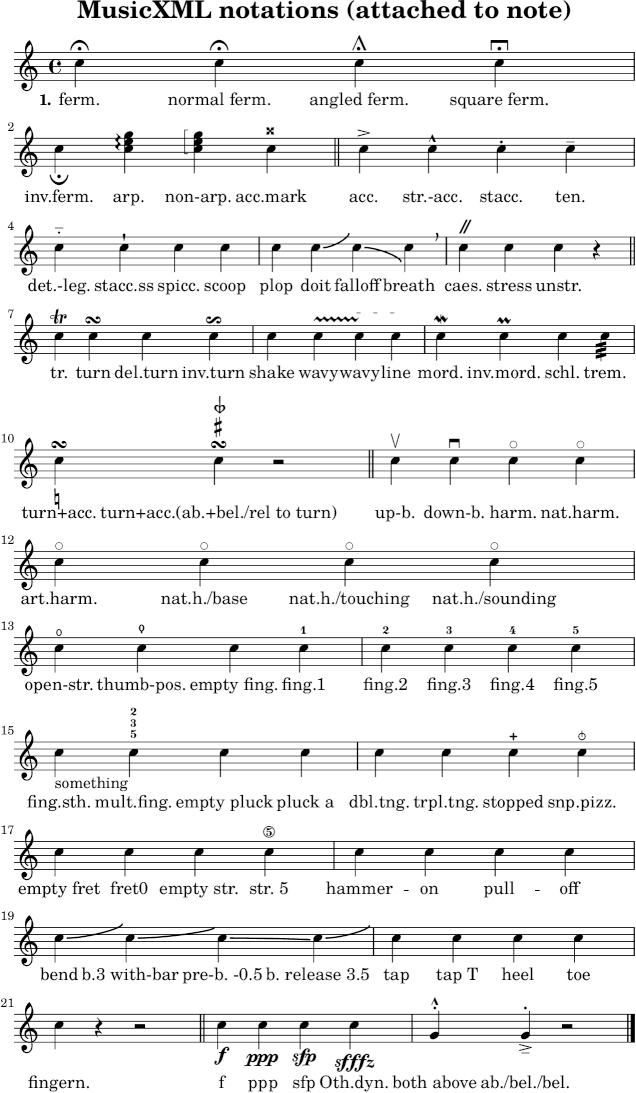 MusicXML notations (attached to note)
1. ferm. normal ferm. angled ferm. square ferm.
2
inv.ferm. arp. non-arp. acc.mark acc. str.-acc. stacc. ten.
4
det.-leg. stacc.ss spicc. scoop plop doit falloff breath caes. stress unstr.
7
tr. turn del.turn inv.turn shake wavy wavy line mord. inv.mord. schl. trem.
10
turn+acc. turn+acc.(ab.+bel./rel to turn) up-b. down-b. harm. nat.harm.
12
art.harm. nat.h./base nat.h./touching nat.h./sounding
13
1 2 3 4 5
open-str. thumb-pos. empty fing. fing.1 fing.2 fing.3 fing.4 fing.5
15
2
3
5
something
fing.sth. mult.fing. empty pluck pluck a dbl.tng. trpl.tng. stopped snp.pizz.
17
5
empty fret fret0 empty str. str. 5 hammer - on pull - off
19
bend b.3 with-bar pre-b. -0.5 b. release 3.5 tap tap T heel toe
21
f ppp sfp sfffz
fingern. f ppp sfp Oth.dyn. both above ab./bel./bel.